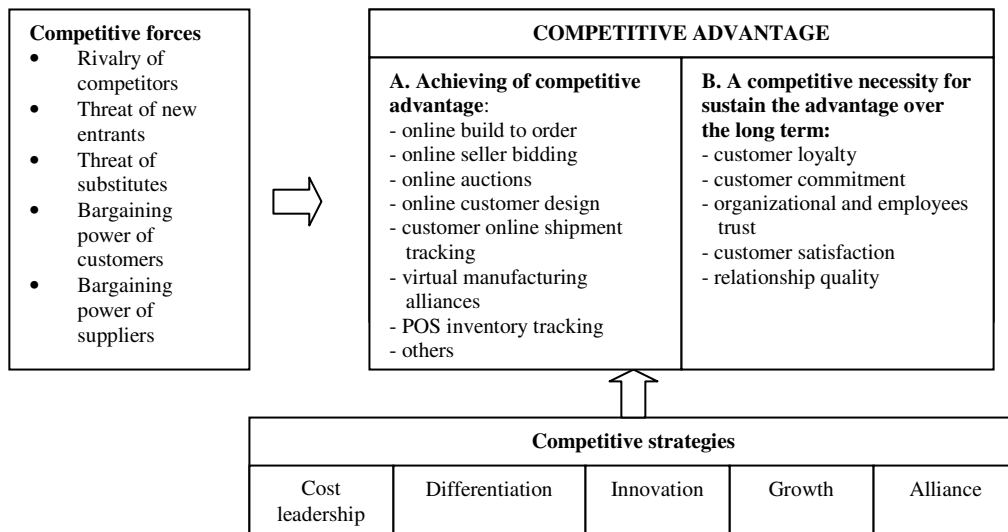 Competitive forces
• Rivalry of
competitors
• Threat of new
entrants
• Threat of
substitutes
• Bargaining
power of
customers
• Bargaining
power of
suppliers
COMPETITIVE ADVANTAGE
A. Achieving of competitive
advantage:
- online build to order
- online seller bidding
- online auctions
- online customer design
- customer online shipment
tracking
- virtual manufacturing
alliances
- POS inventory tracking
- others
B. A competitive necessity for
sustain the advantage over
the long term:
- customer loyalty
- customer commitment
- organizational and employees
trust
- customer satisfaction
- relationship quality
Competitive strategies
Cost
leadership
Differentiation
Innovation
Growth
Alliance